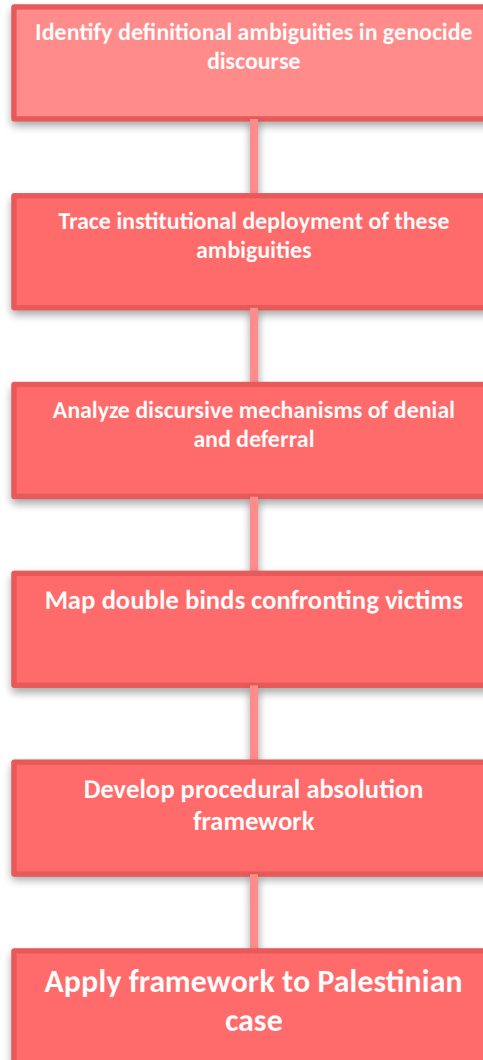 Identify definitional ambiguities in genocide
discourse
Trace institutional deployment of these
ambiguities
Analyze discursive mechanisms of denial
and deferral
Map double binds confronting victims
Develop procedural absolution
framework
Apply framework to Palestinian
case